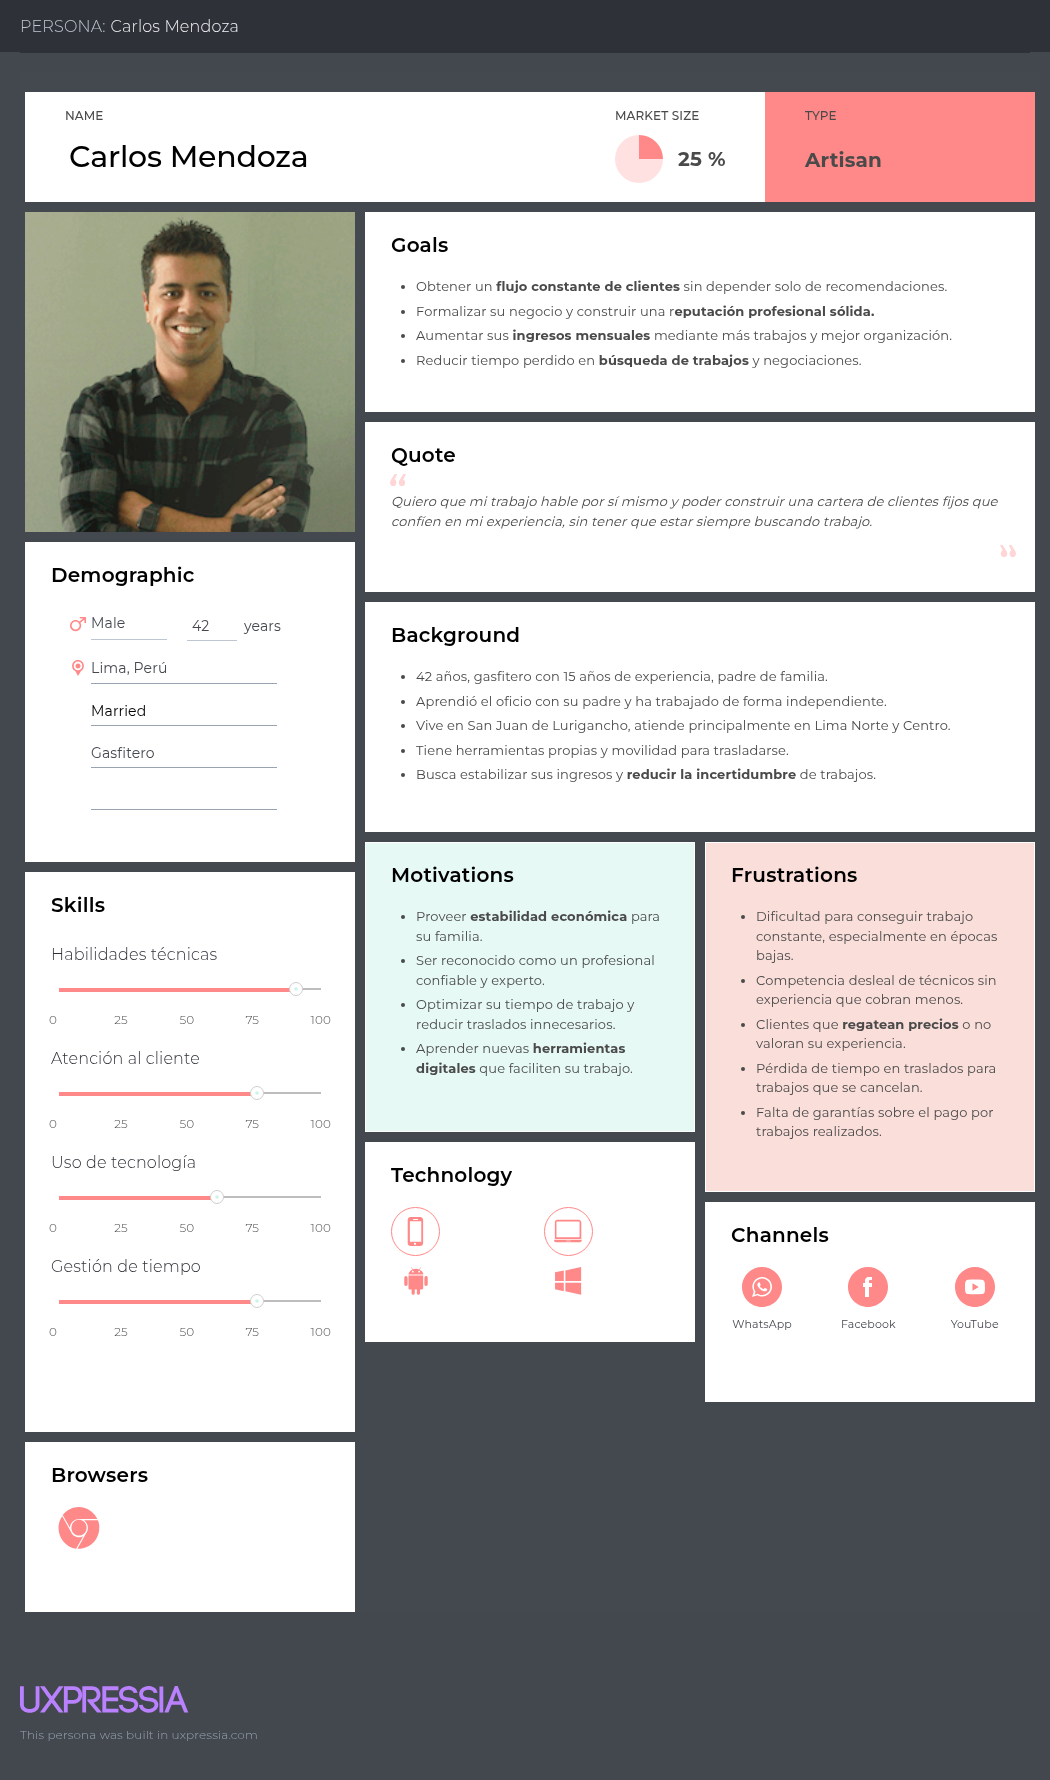 PERSONA: Carlos Mendoza
NAME
Carlos Mendoza
MARKET SIZE
25 %
TYPE
Artisan
Goals
Obtener un flujo constante de clientes sin depender solo de recomendaciones.
Formalizar su negocio y construir una reputación profesional sólida.
Aumentar sus ingresos mensuales mediante más trabajos y mejor organización.
Reducir tiempo perdido en búsqueda de trabajos y negociaciones.
Quote
“
Quiero que mi trabajo hable por sí mismo y poder construir una cartera de clientes fijos que
confíen en mi experiencia, sin tener que estar siempre buscando trabajo.
”
Demographic
Male
42 years
Lima, Perú
Married
Gasfitero
Background
42 años, gasfitero con 15 años de experiencia, padre de familia.
Aprendió el oficio con su padre y ha trabajado de forma independiente.
Vive en San Juan de Lurigancho, atiende principalmente en Lima Norte y Centro.
Tiene herramientas propias y movilidad para trasladarse.
Busca estabilizar sus ingresos y reducir la incertidumbre de trabajos.
Skills
Habilidades técnicas
0 25 50 75 100
Atención al cliente
0 25 50 75 100
Uso de tecnología
0 25 50 75 100
Gestión de tiempo
0 25 50 75 100
Motivations
Proveer estabilidad económica para
su familia.
Ser reconocido como un profesional
confiable y experto.
Optimizar su tiempo de trabajo y
reducir traslados innecesarios.
Aprender nuevas herramientas
digitales que faciliten su trabajo.
Frustrations
Dificultad para conseguir trabajo
constante, especialmente en épocas
bajas.
Competencia desleal de técnicos sin
experiencia que cobran menos.
Clientes que regatean precios o no
valoran su experiencia.
Pérdida de tiempo en traslados para
trabajos que se cancelan.
Falta de garantías sobre el pago por
trabajos realizados.
Technology
Channels
WhatsApp
Facebook
YouTube
Browsers
UXPRESSIA
This persona was built in uxpressia.com